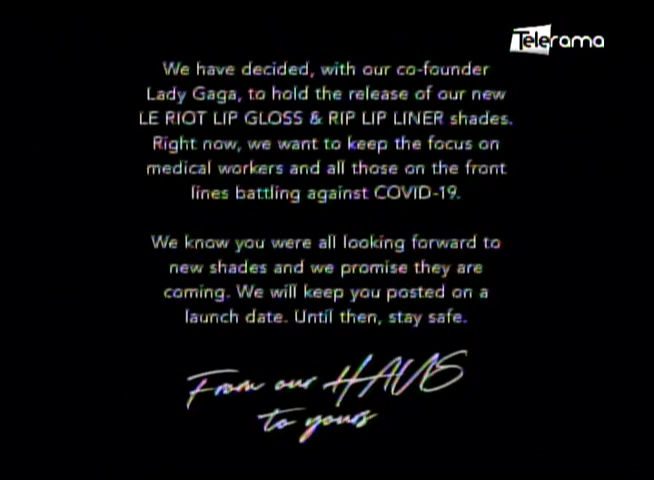 Telerama
We have decided, with our co-founder
Lady Gaga, to hold the release of our new
LE RIOT LIP GLOSS & RIP LIP LINER shades.
Right now, we want to keep the focus on
medical workers and all those on the front
lines battling against COVID-19.
We know you were all looking forward to
new shades and we promise they are
coming. We will keep you posted on a
launch date. Until then, stay safe.
From our HAUS
to yours